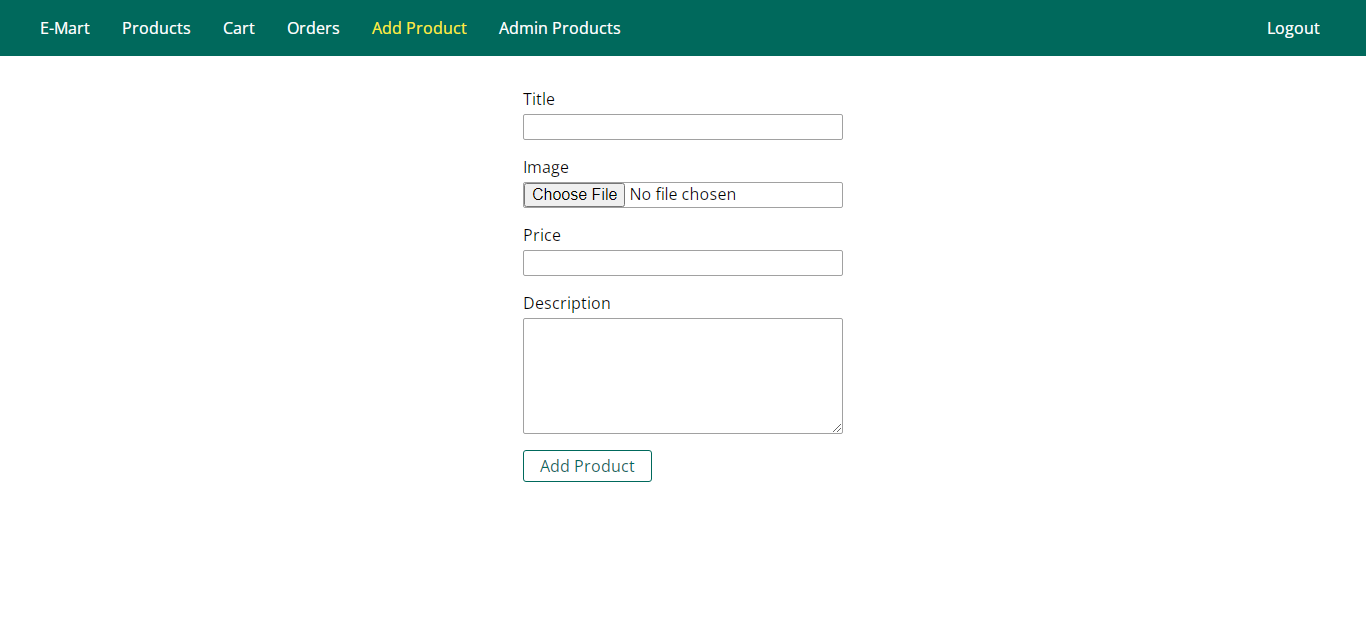 E-Mart Products Cart Orders Add Product Admin Products Logout
Title
Image
Choose File No file chosen
Price
Description
Add Product